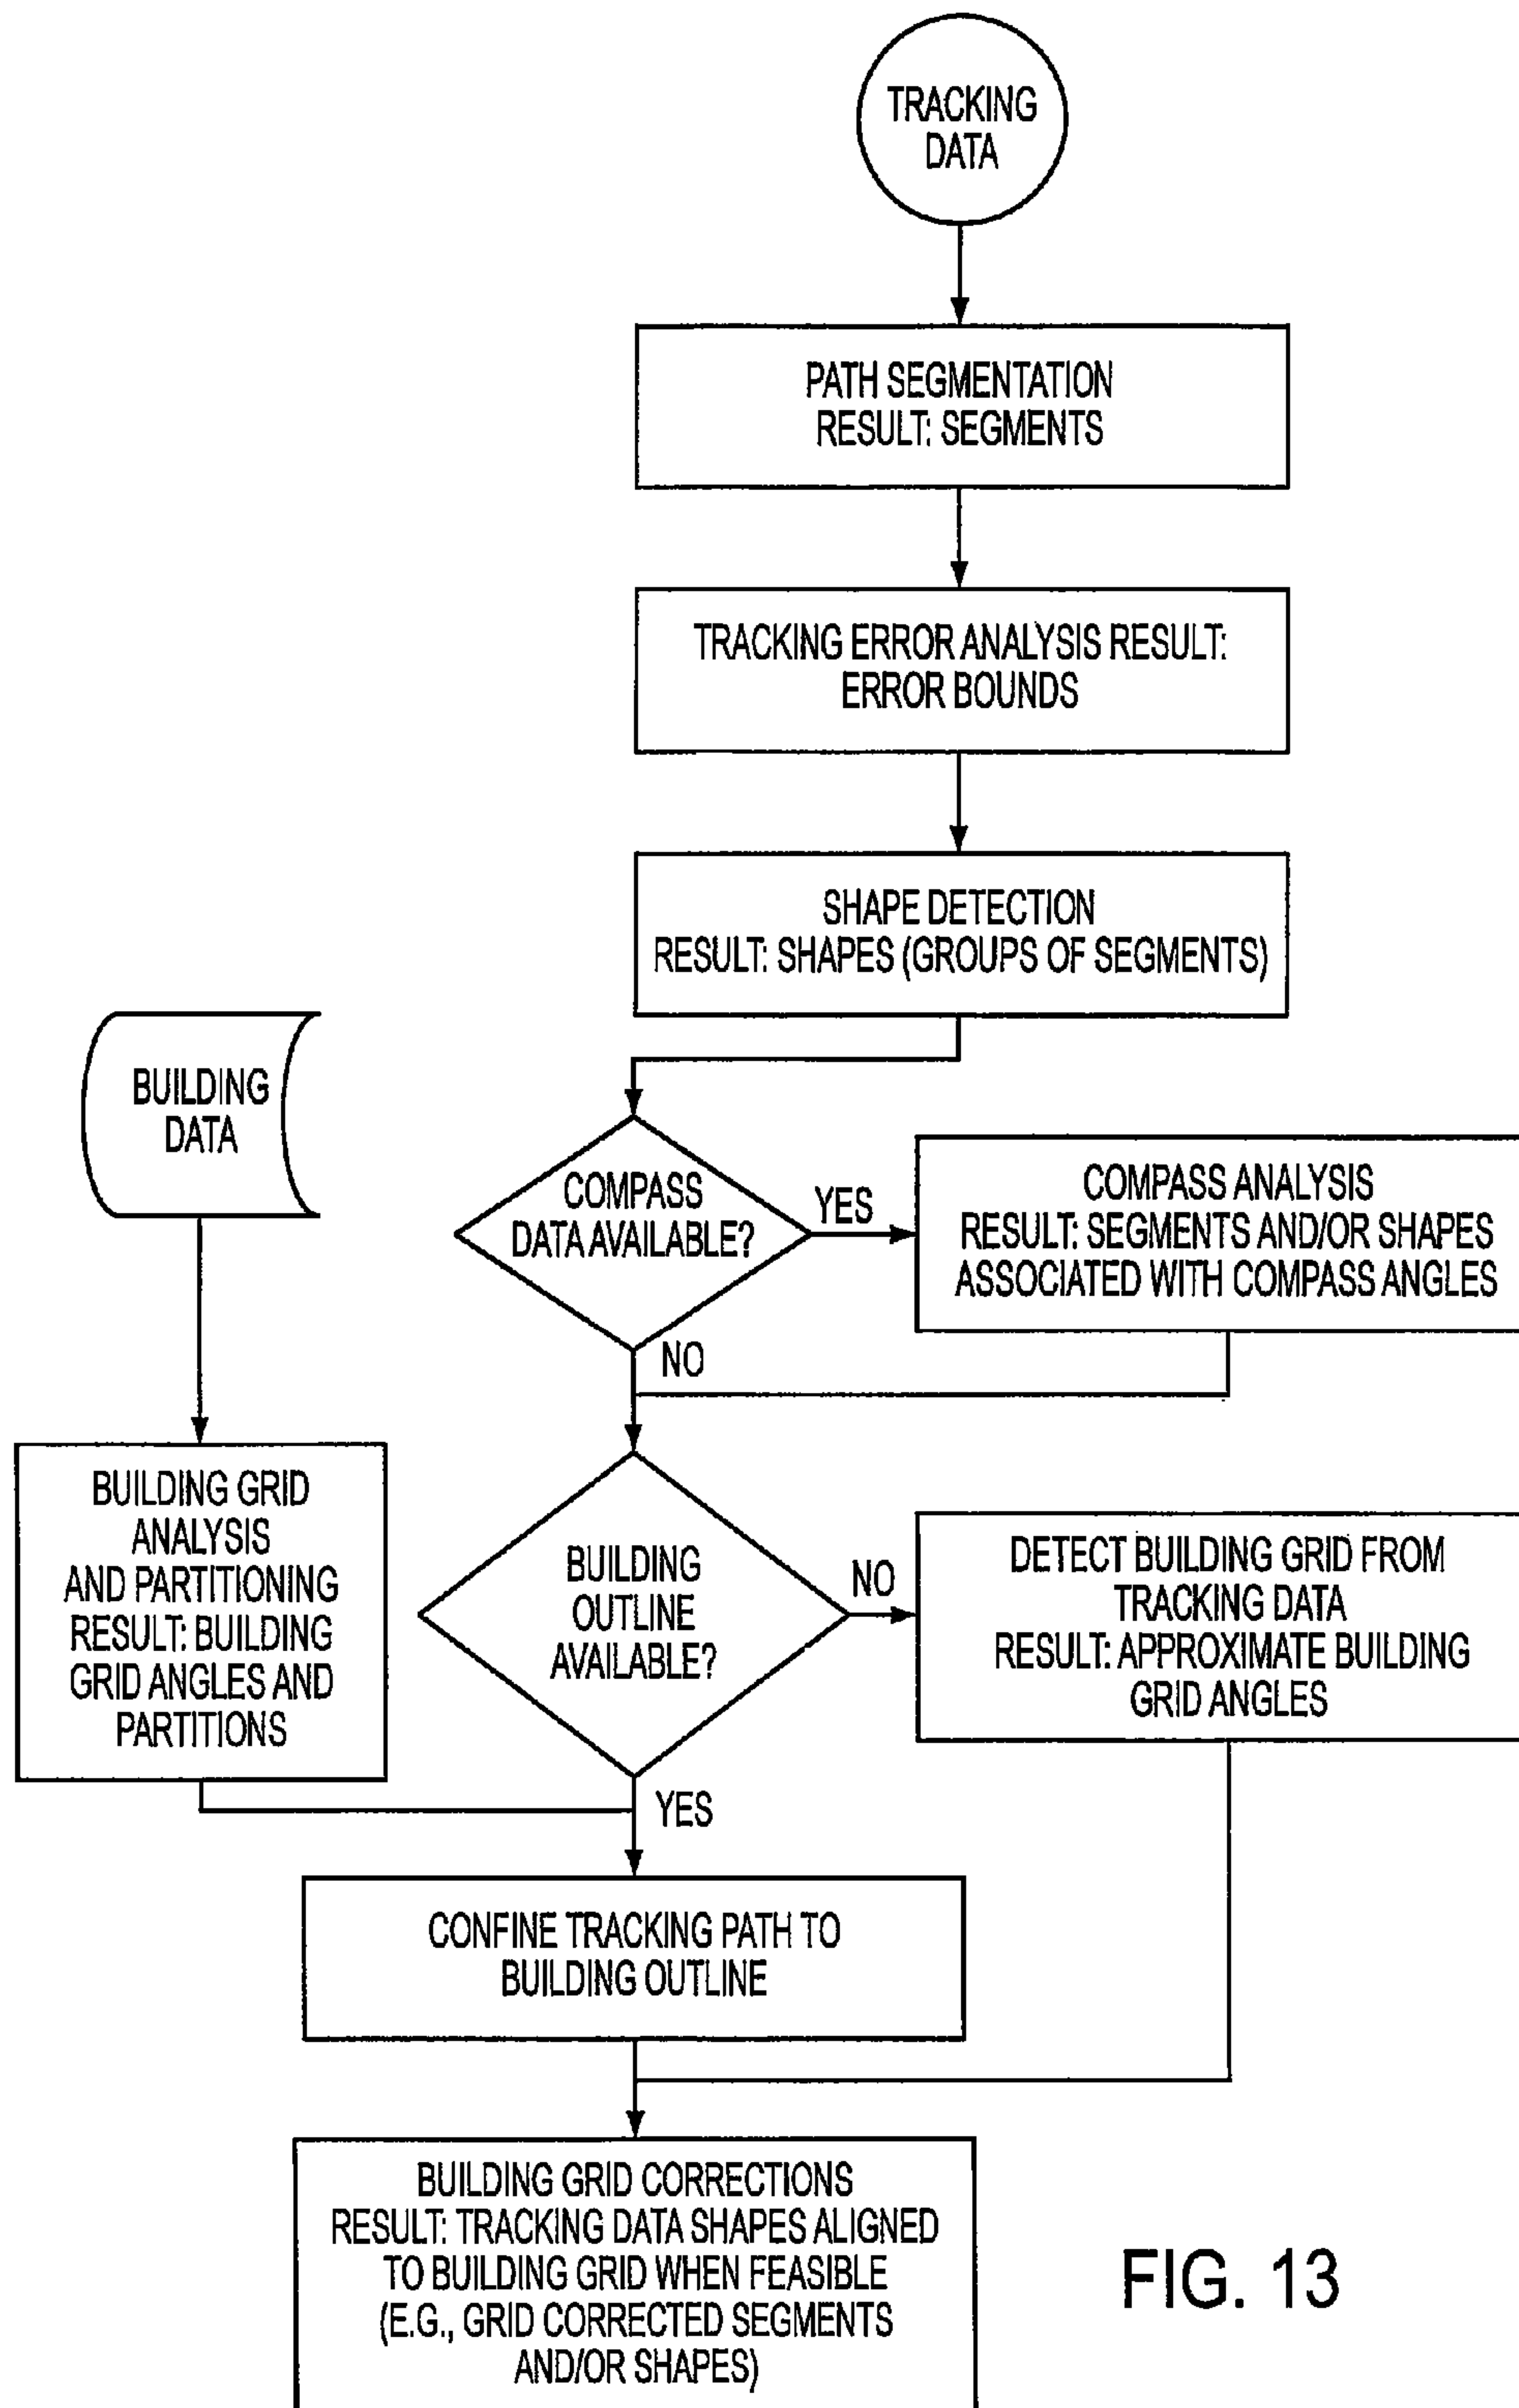 TRACKING
DATA
PATH SEGMENTATION
RESULT: SEGMENTS
TRACKING ERROR ANALYSIS RESULT:
ERROR BOUNDS
SHAPE DETECTION
RESULT: SHAPES (GROUPS OF SEGMENTS)
BUILDING
DATA
COMPASS
DATA AVAILABLE?
YES
COMPASS ANALYSIS
RESULT: SEGMENTS AND/OR SHAPES
ASSOCIATED WITH COMPASS ANGLES
NO
BUILDING GRID
ANALYSIS
AND PARTITIONING
RESULT: BUILDING
GRID ANGLES AND
PARTITIONS
BUILDING
OUTLINE
AVAILABLE?
NO
DETECT BUILDING GRID FROM
TRACKING DATA
RESULT: APPROXIMATE BUILDING
GRID ANGLES
YES
CONFINE TRACKING PATH TO
BUILDING OUTLINE
BUILDING GRID CORRECTIONS
RESULT: TRACKING DATA SHAPES ALIGNED
TO BUILDING GRID WHEN FEASIBLE
(E.G., GRID CORRECTED SEGMENTS
AND/OR SHAPES)
FIG. 13